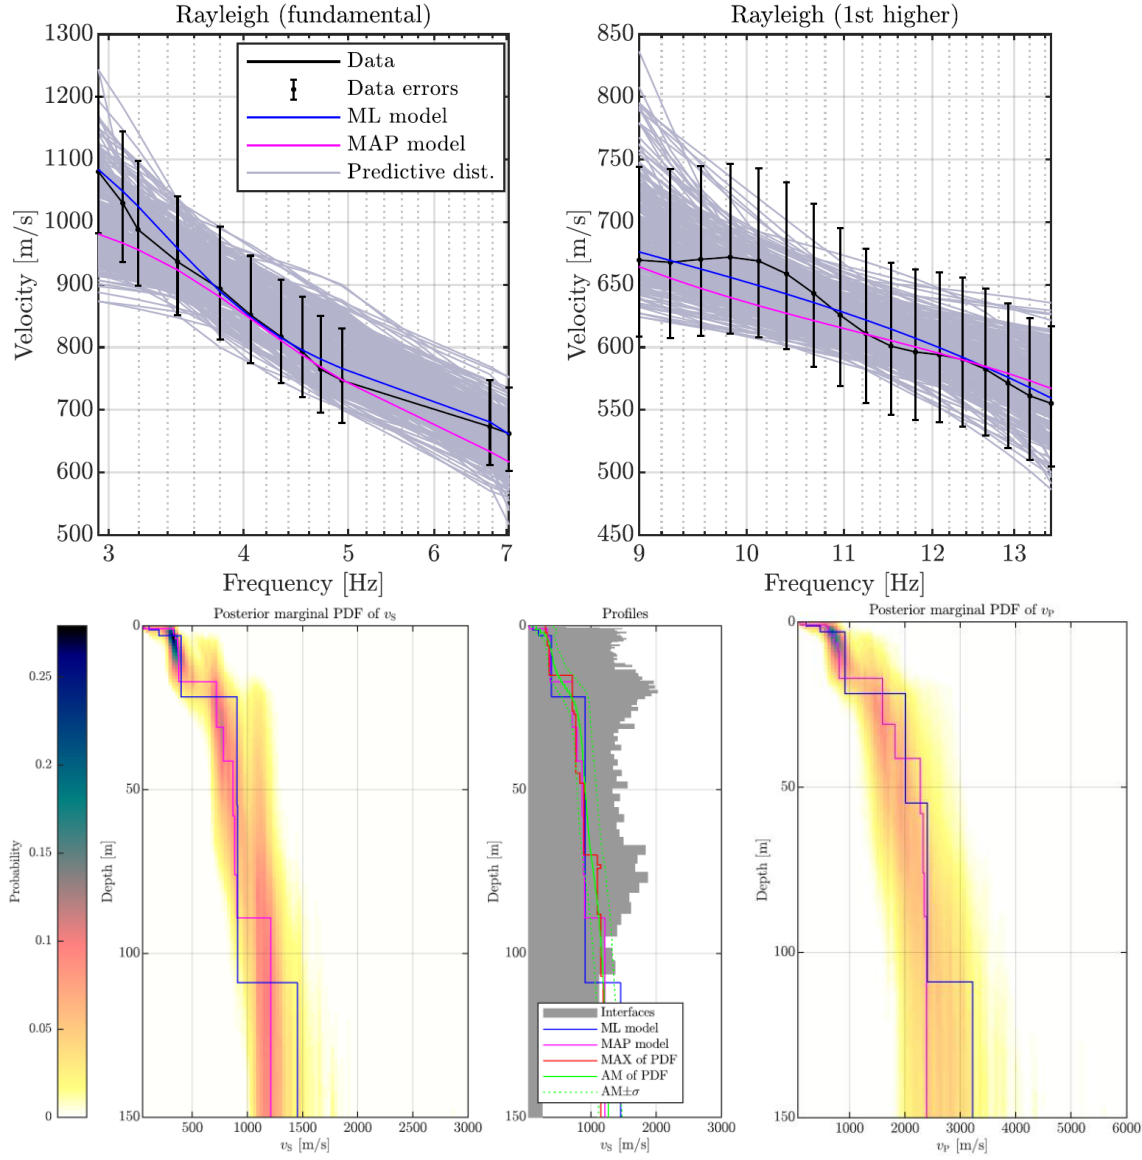 Rayleigh (fundamental)
1300
1200
1100
1000
900
800
700
600
500
Velocity [m/s]
3 4 5 6 7
Frequency [Hz]
Data
Data errors
ML model
MAP model
Predictive dist.
Rayleigh (1st higher)
850
800
750
700
650
600
550
500
450
Velocity [m/s]
9 10 11 12 13
Frequency [Hz]
0.25
0.2
0.15
0.1
0.05
0
Probability
Posterior marginal PDF of vS
0
50
100
150
Depth [m]
500 1000 1500 2000 2500 3000
vS [m/s]
Profiles
0
50
100
150
Depth [m]
1000 2000 3000
vS [m/s]
Interfaces
ML model
MAP model
MAX of PDF
AM of PDF
AM±σ
Posterior marginal PDF of vP
0
50
100
150
Depth [m]
1000 2000 3000 4000 5000 6000
vP [m/s]